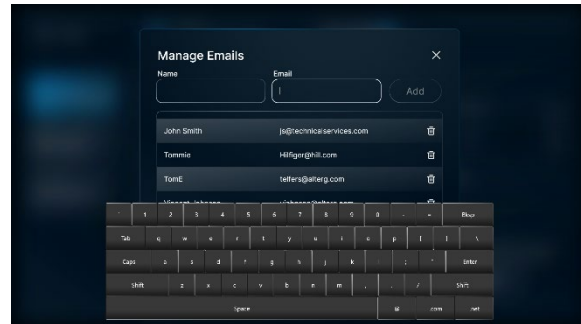 Manage Emails
Name Email
Add
John Smith js@technicalservices.com
Tommie Hilfiger@hill.com
TomE telfers@alterg.com
1 2 3 4 5 6 7 8 9 0 - = Bksp
Tab q w e r t y u i o p [ ] \
Caps a s d f g h j k l ; ' Enter
Shift z x c v b n m , . / Shift
Space @ .com .net